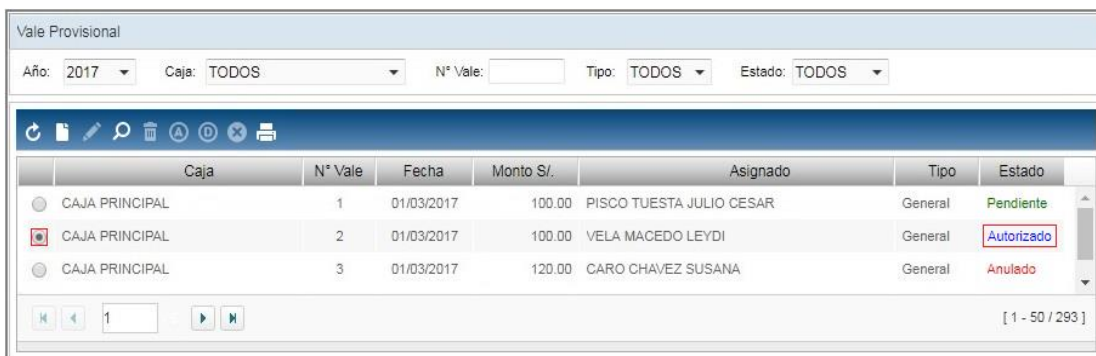 Vale Provisional
Año: 2017 Caja: TODOS N° Vale: Tipo: TODOS Estado: TODOS
A D
Caja N° Vale Fecha Monto S/. Asignado Tipo Estado
CAJA PRINCIPAL 1 01/03/2017 100.00 PISCO TUESTA JULIO CESAR General Pendiente
CAJA PRINCIPAL 2 01/03/2017 100.00 VELA MACEDO LEYDI General Autorizado
CAJA PRINCIPAL 3 01/03/2017 120.00 CARO CHAVEZ SUSANA General Anulado
1 [ 1 - 50 / 293 ]